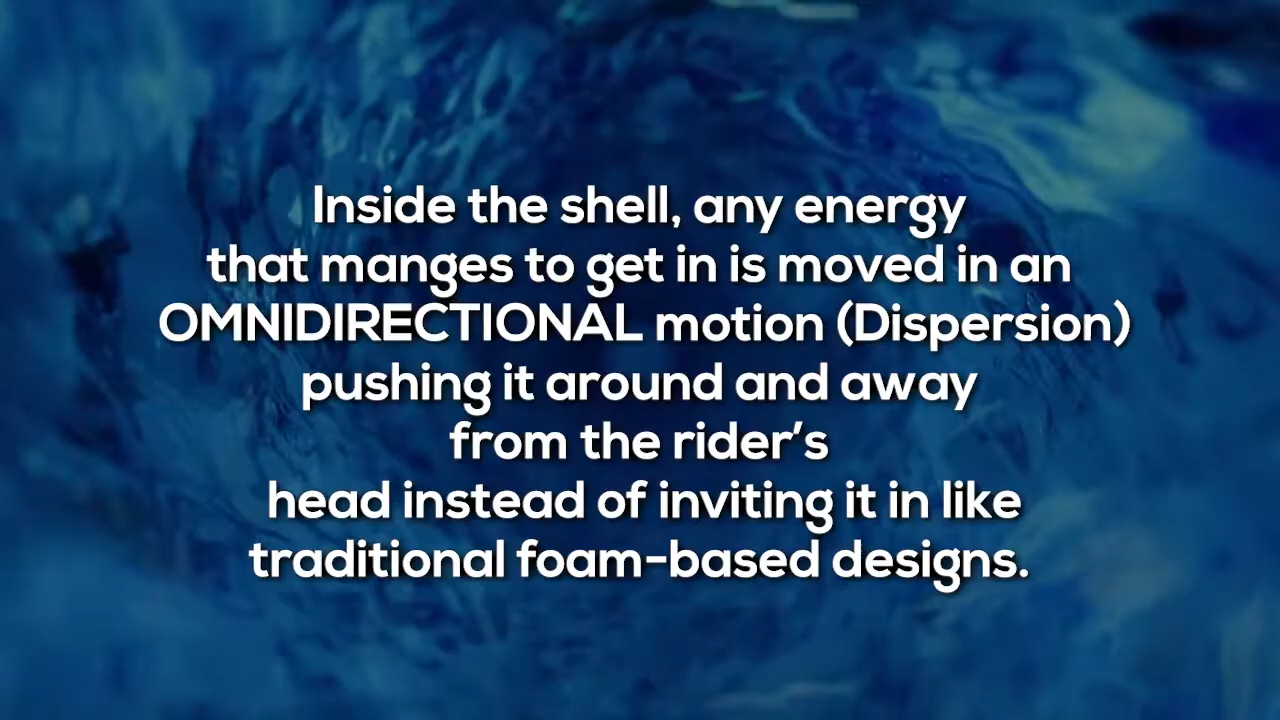 Inside the shell, any energy
that manges to get in is moved in an
OMNIDIRECTIONAL motion (Dispersion)
pushing it around and away
from the rider's
head instead of inviting it in like
traditional foam-based designs.